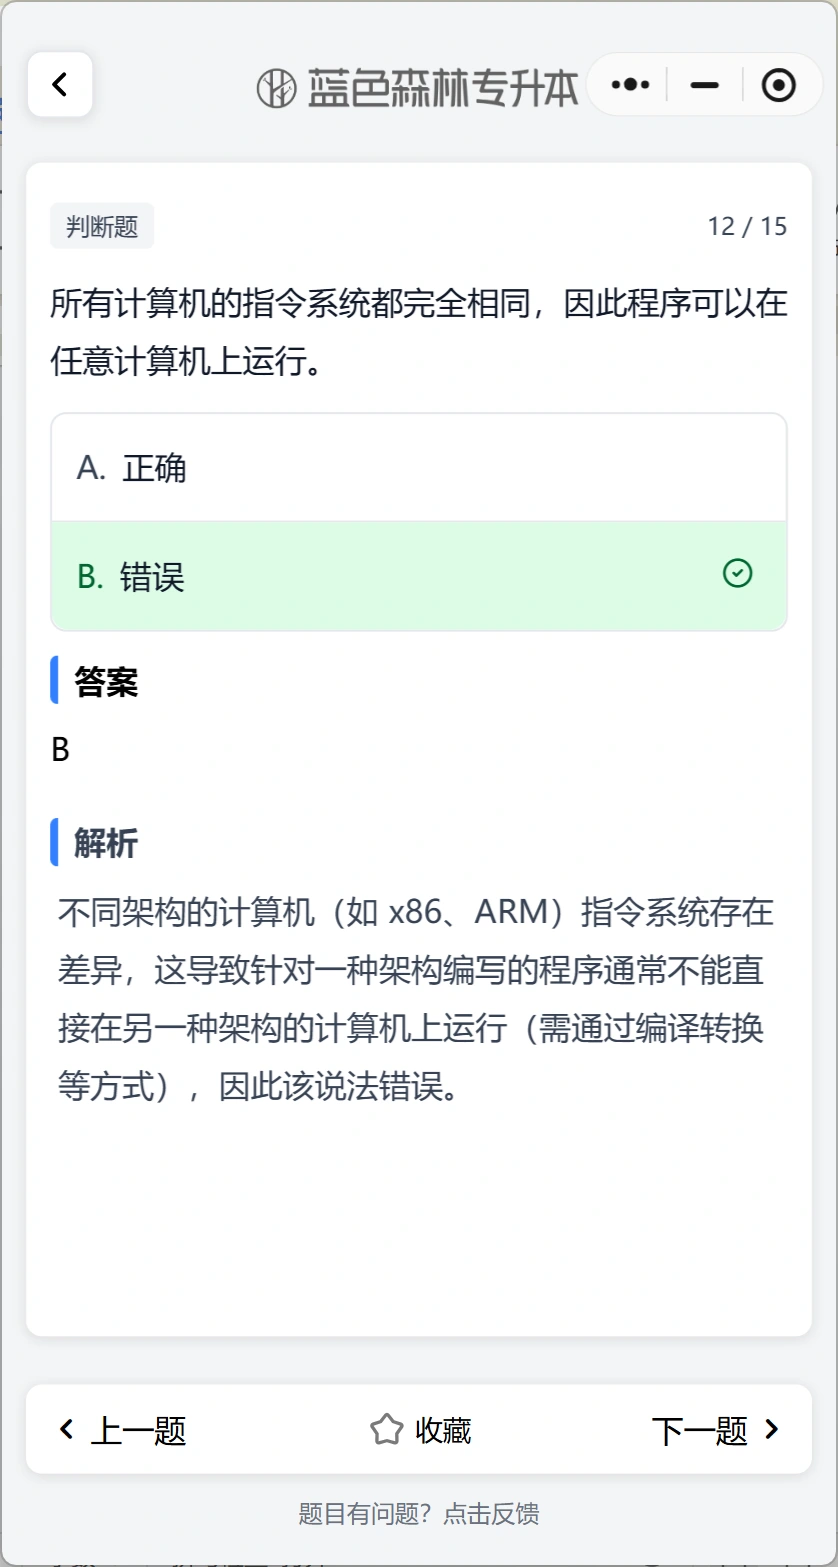 蓝色森林专升本
判断题
12 / 15
所有计算机的指令系统都完全相同，因此程序可以在
任意计算机上运行。
A. 正确
B. 错误
答案
B
解析
不同架构的计算机（如 x86、ARM）指令系统存在
差异，这导致针对一种架构编写的程序通常不能直
接在另一种架构的计算机上运行（需通过编译转换
等方式），因此该说法错误。
上一题
收藏
下一题
题目有问题？点击反馈